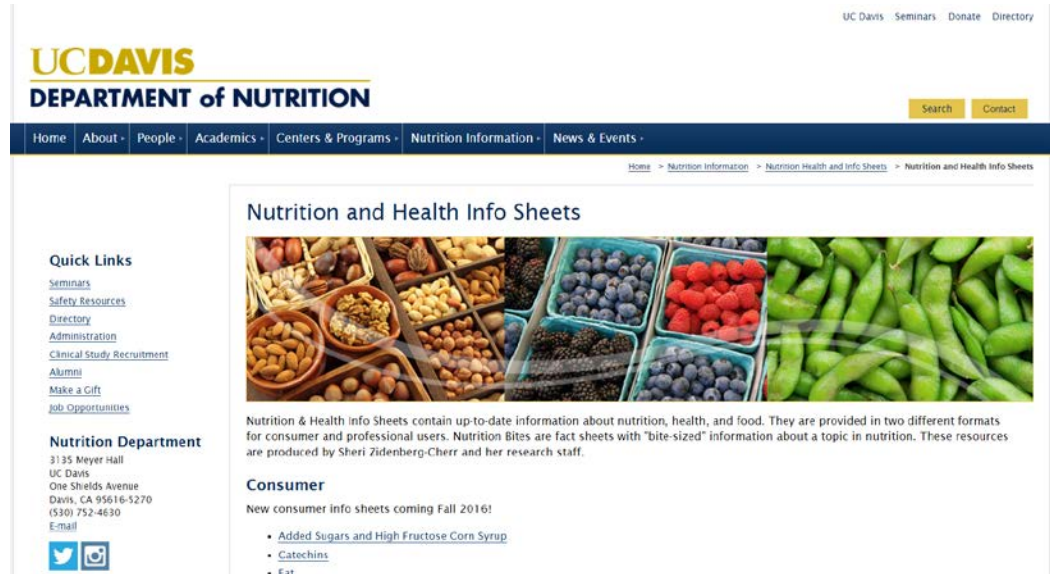 UC Davis Seminars Donate Directory
UCDAVIS
DEPARTMENT of NUTRITION
Search Contact
Home About People Academics Centers & Programs Nutrition Information News & Events
Home > Nutrition Information > Nutrition Health and Info Sheets > Nutrition and Health Info Sheets
Nutrition and Health Info Sheets
Quick Links
Seminars
Safety Resources
Directory
Administration
Clinical Study Recruitment
Alumni
Make a Gift
Job Opportunities
Nutrition Department
3135 Meyer Hall
UC Davis
One Shields Avenue
Davis, CA 95616-5270
(530) 752-4630
E-mail
Nutrition & Health Info Sheets contain up-to-date information about nutrition, health, and food. They are provided in two different formats
for consumer and professional users. Nutrition Bites are fact sheets with "bite-sized" information about a topic in nutrition. These resources
are produced by Sheri Zidenberg-Cherr and her research staff.
Consumer
New consumer info sheets coming Fall 2016!
• Added Sugars and High Fructose Corn Syrup
• Catechins
• Fat